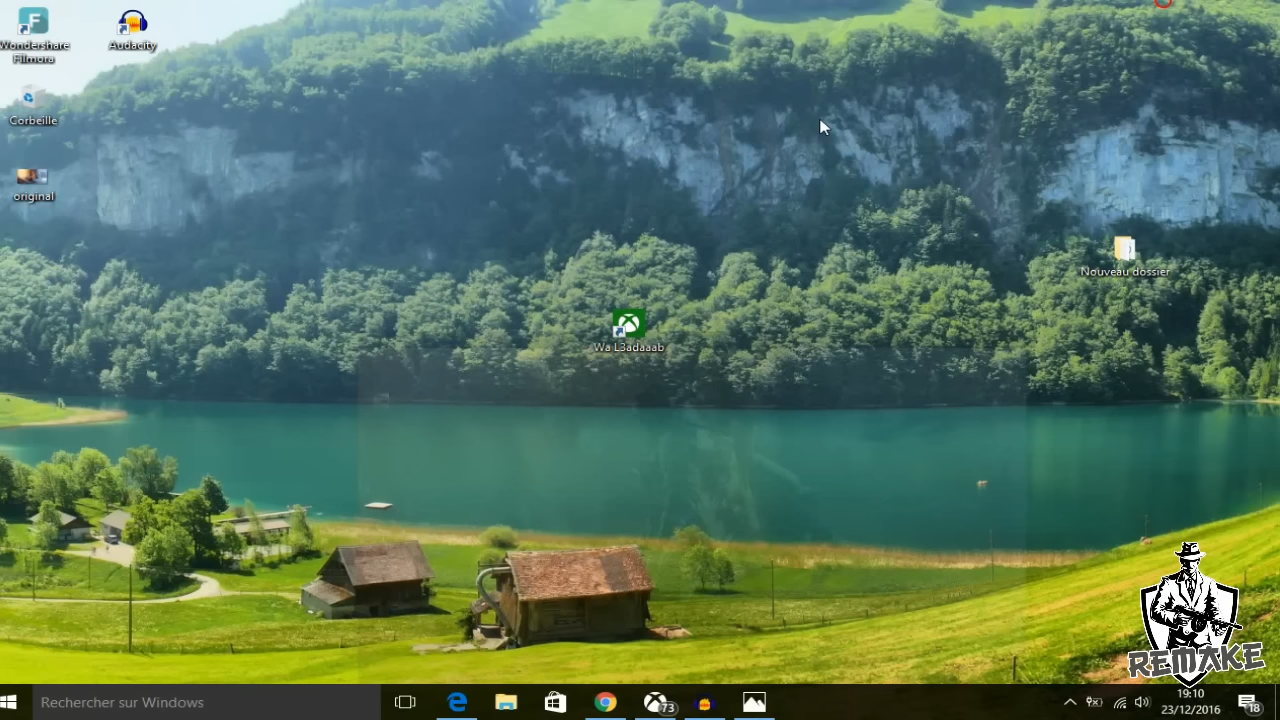 Wondershare
Filmora
Audacity
Corbeille
original
Nouveau dossier
Wa L3adaaab
REMAKE
Rechercher sur Windows
73
19:10
23/12/2016
18